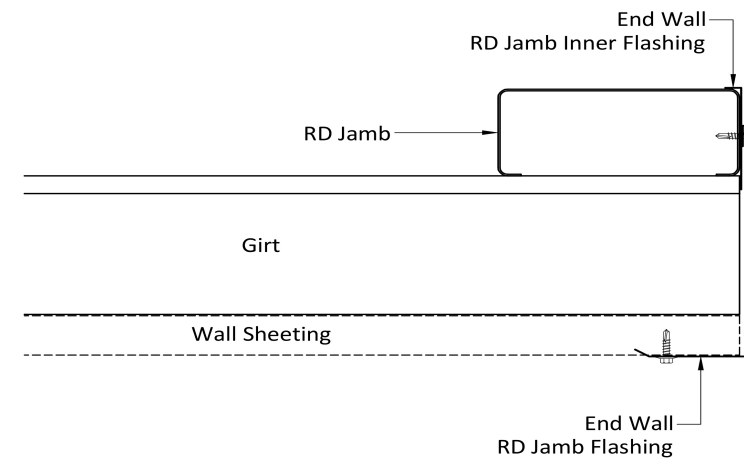 End Wall
RD Jamb Inner Flashing
RD Jamb
Girt
Wall Sheeting
End Wall
RD Jamb Flashing